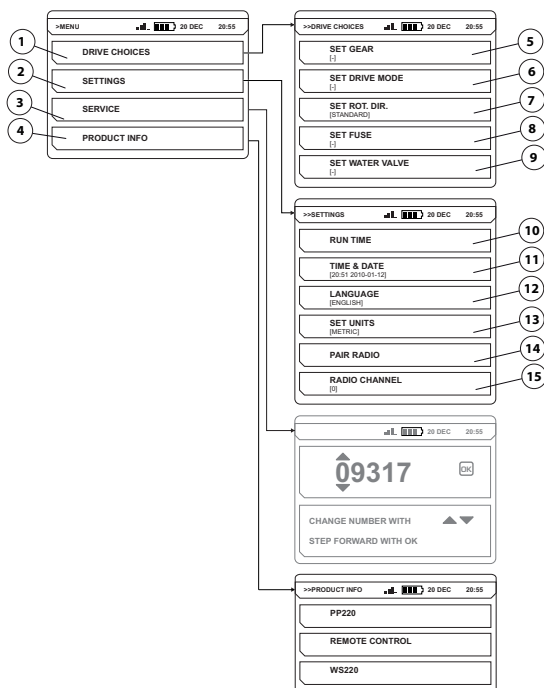 >MENU 20 DEC 20:55
1 DRIVE CHOICES
2 SETTINGS
3 SERVICE
4 PRODUCT INFO
>>DRIVE CHOICES 20 DEC 20:55
SET GEAR 5
[-]
SET DRIVE MODE 6
[-]
SET ROT. DIR. 7
[STANDARD]
SET FUSE 8
[-]
SET WATER VALVE 9
[-]
>>SETTINGS 20 DEC 20:55
RUN TIME 10
TIME & DATE 11
[20:51 2010-01-12]
LANGUAGE 12
[ENGLISH]
SET UNITS 13
[METRIC]
PAIR RADIO 14
RADIO CHANNEL 15
[0]
20 DEC 20:55
09317 OK
CHANGE NUMBER WITH
STEP FORWARD WITH OK
>>PRODUCT INFO 20 DEC 20:55
PP220
REMOTE CONTROL
WS220